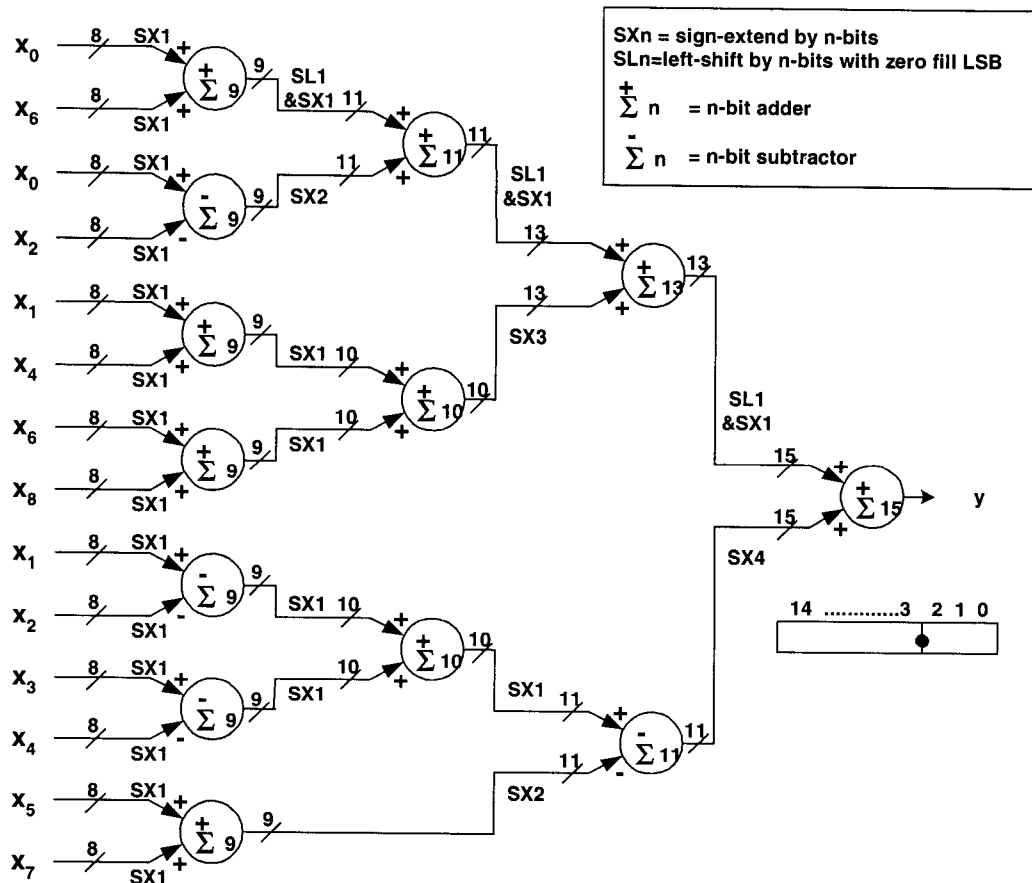 SXn = sign-extend by n-bits
SLn=left-shift by n-bits with zero fill LSB
+
Σ n = n-bit adder
-
Σ n = n-bit subtractor
X0 8 SX1 +
+
Σ 9
9 SL1
&SX1 11 +
X6 8 SX1 +
+
Σ 11
11 SL1
&SX1 13 +
X0 8 SX1 +
-
Σ 9
9 SX2 11 +
X2 8 SX1 -
+
Σ 13
13 SL1
&SX1 15 +
X1 8 SX1 +
+
Σ 9
9 SX1 10 +
X4 8 SX1 +
+
Σ 10
10 SX3 13 +
X6 8 SX1 +
+
Σ 9
9 SX1 10 +
X8 8 SX1 +
+
Σ 15
y
X1 8 SX1 +
-
Σ 9
9 SX1 10 +
X2 8 SX1 -
+
Σ 10
10 SX1 11 +
X3 8 SX1 +
-
Σ 9
9 SX1 10 +
X4 8 SX1 -
-
Σ 11
11 SX4 15 +
X5 8 SX1 +
+
Σ 9
9 SX2 11 -
X7 8 SX1 +
14 ............3 2 1 0